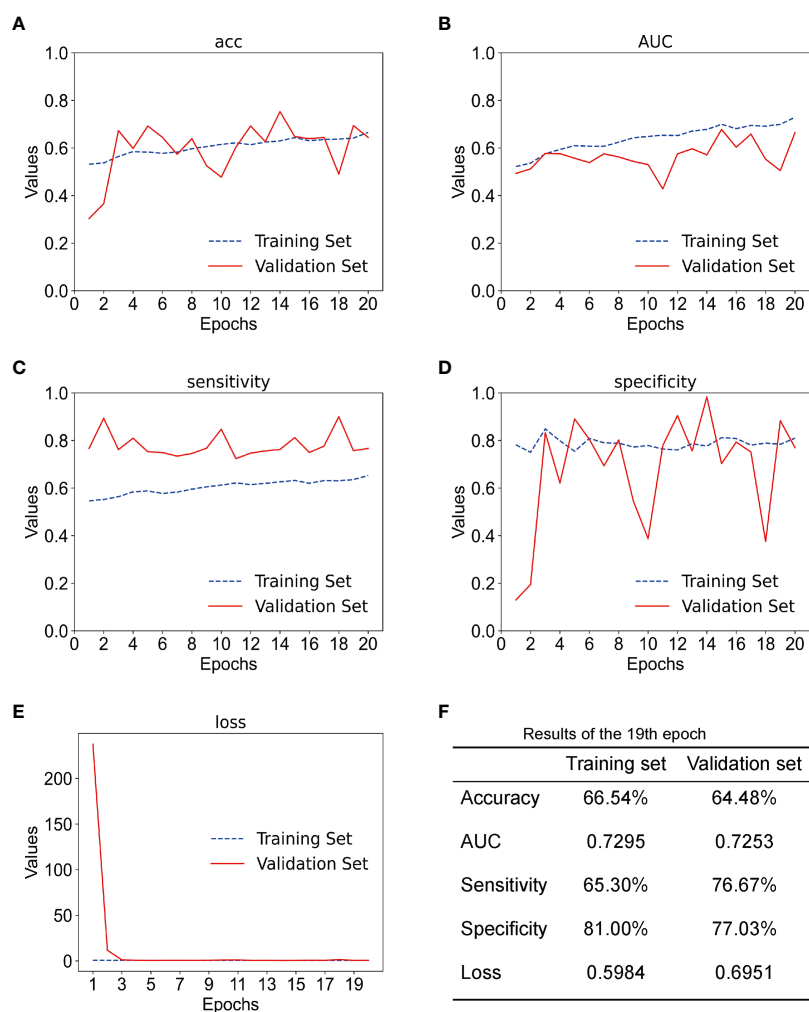 A
acc
1.0
0.8
0.6
0.4
0.2
0.0
Values
Training Set
Validation Set
0 2 4 6 8 10 12 14 16 18 20
Epochs
B
AUC
1.0
0.8
0.6
0.4
0.2
0.0
Values
Training Set
Validation Set
0 2 4 6 8 10 12 14 16 18 20
Epochs
C
sensitivity
1.0
0.8
0.6
0.4
0.2
0.0
Values
Training Set
Validation Set
0 2 4 6 8 10 12 14 16 18 20
Epochs
D
specificity
1.0
0.8
0.6
0.4
0.2
0.0
Values
Training Set
Validation Set
0 2 4 6 8 10 12 14 16 18 20
Epochs
E
loss
200
150
100
50
0
Values
Training Set
Validation Set
1 3 5 7 9 11 13 15 17 19
Epochs
F
Results of the 19th epoch
Training set Validation set
Accuracy 66.54% 64.48%
AUC 0.7295 0.7253
Sensitivity 65.30% 76.67%
Specificity 81.00% 77.03%
Loss 0.5984 0.6951